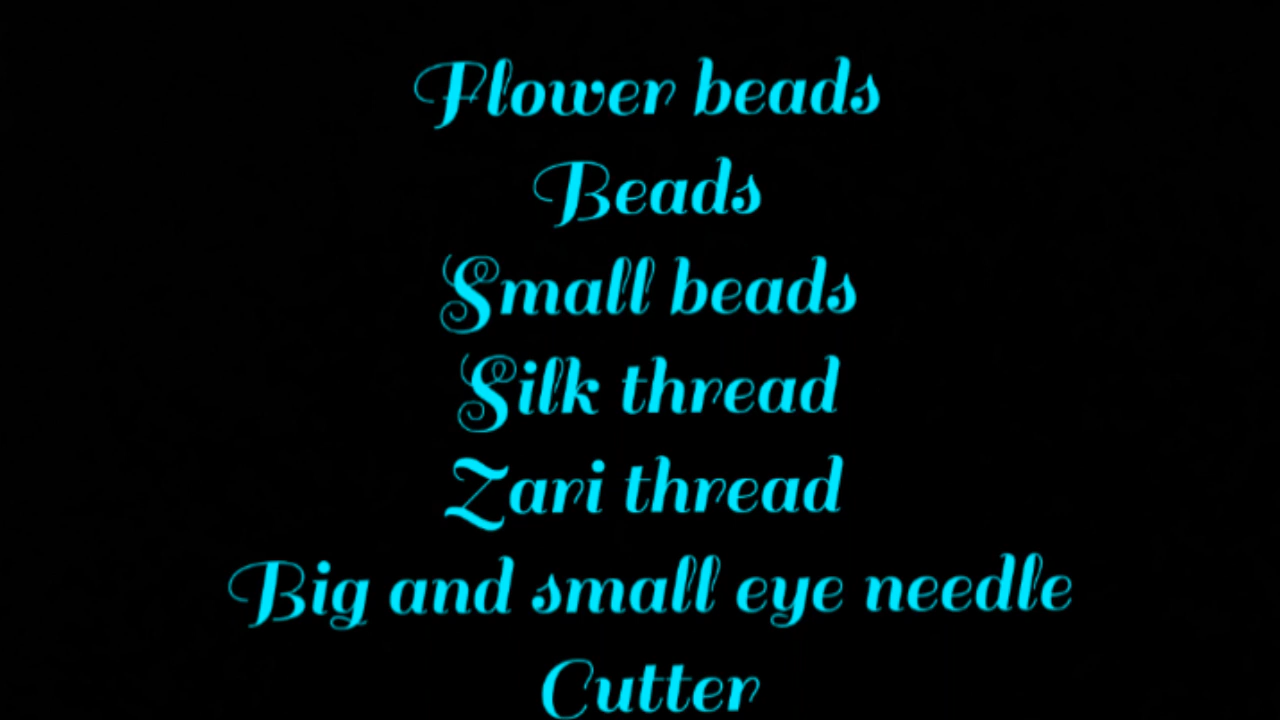 Flower beads
Beads
Small beads
Silk thread
Zari thread
Big and small eye needle
Cutter